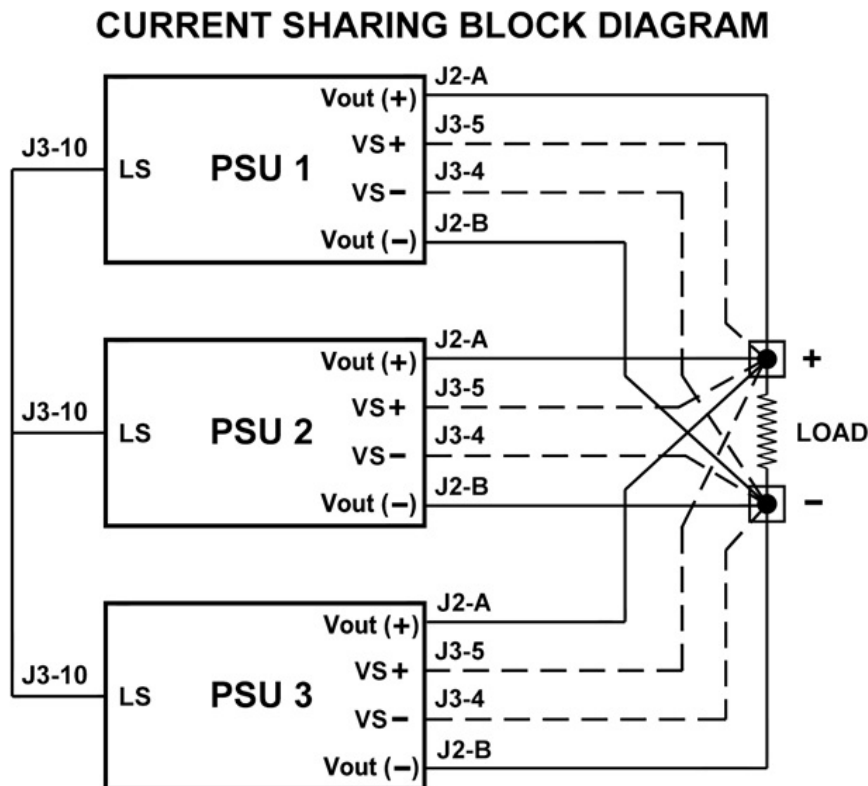 CURRENT SHARING BLOCK DIAGRAM
J3-10
LS
PSU 1
Vout (+)
VS+
VS−
Vout (−)
J2-A
J3-5
J3-4
J2-B
J3-10
LS
PSU 2
Vout (+)
VS+
VS−
Vout (−)
J2-A
J3-5
J3-4
J2-B
+
LOAD
−
J3-10
LS
PSU 3
Vout (+)
VS+
VS−
Vout (−)
J2-A
J3-5
J3-4
J2-B